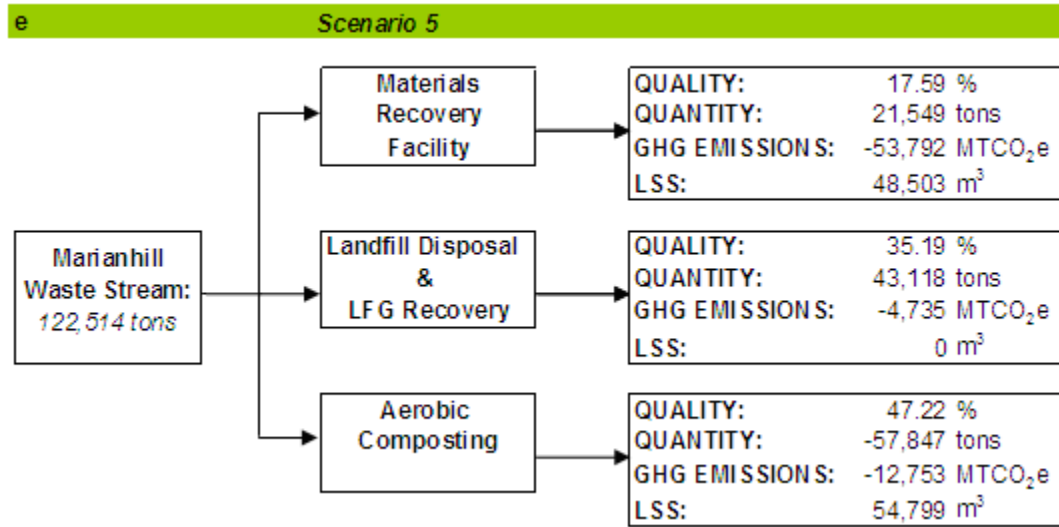 e Scenario 5
Materials
Recovery
Facility
QUALITY: 17.59 %
QUANTITY: 21,549 tons
GHG EMISSIONS: -53,792 MTCO₂e
LSS: 48,503 m³
Marianhill
Waste Stream:
122,514 tons
Landfill Disposal
&
LFG Recovery
QUALITY: 35.19 %
QUANTITY: 43,118 tons
GHG EMISSIONS: -4,735 MTCO₂e
LSS: 0 m³
Aerobic
Composting
QUALITY: 47.22 %
QUANTITY: -57,847 tons
GHG EMISSIONS: -12,753 MTCO₂e
LSS: 54,799 m³